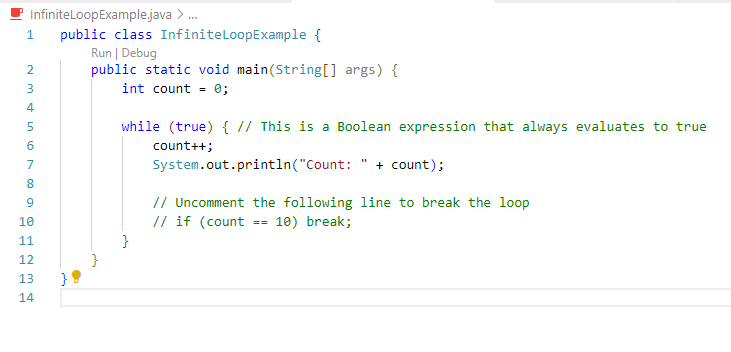 InfiniteLoopExample.java > ...
1 public class InfiniteLoopExample {
Run | Debug
2 public static void main(String[] args) {
3 int count = 0;
4
5 while (true) { // This is a Boolean expression that always evaluates to true
6 count++;
7 System.out.println("Count: " + count);
8
9 // Uncomment the following line to break the loop
10 // if (count == 10) break;
11 }
12 }
13 }
14